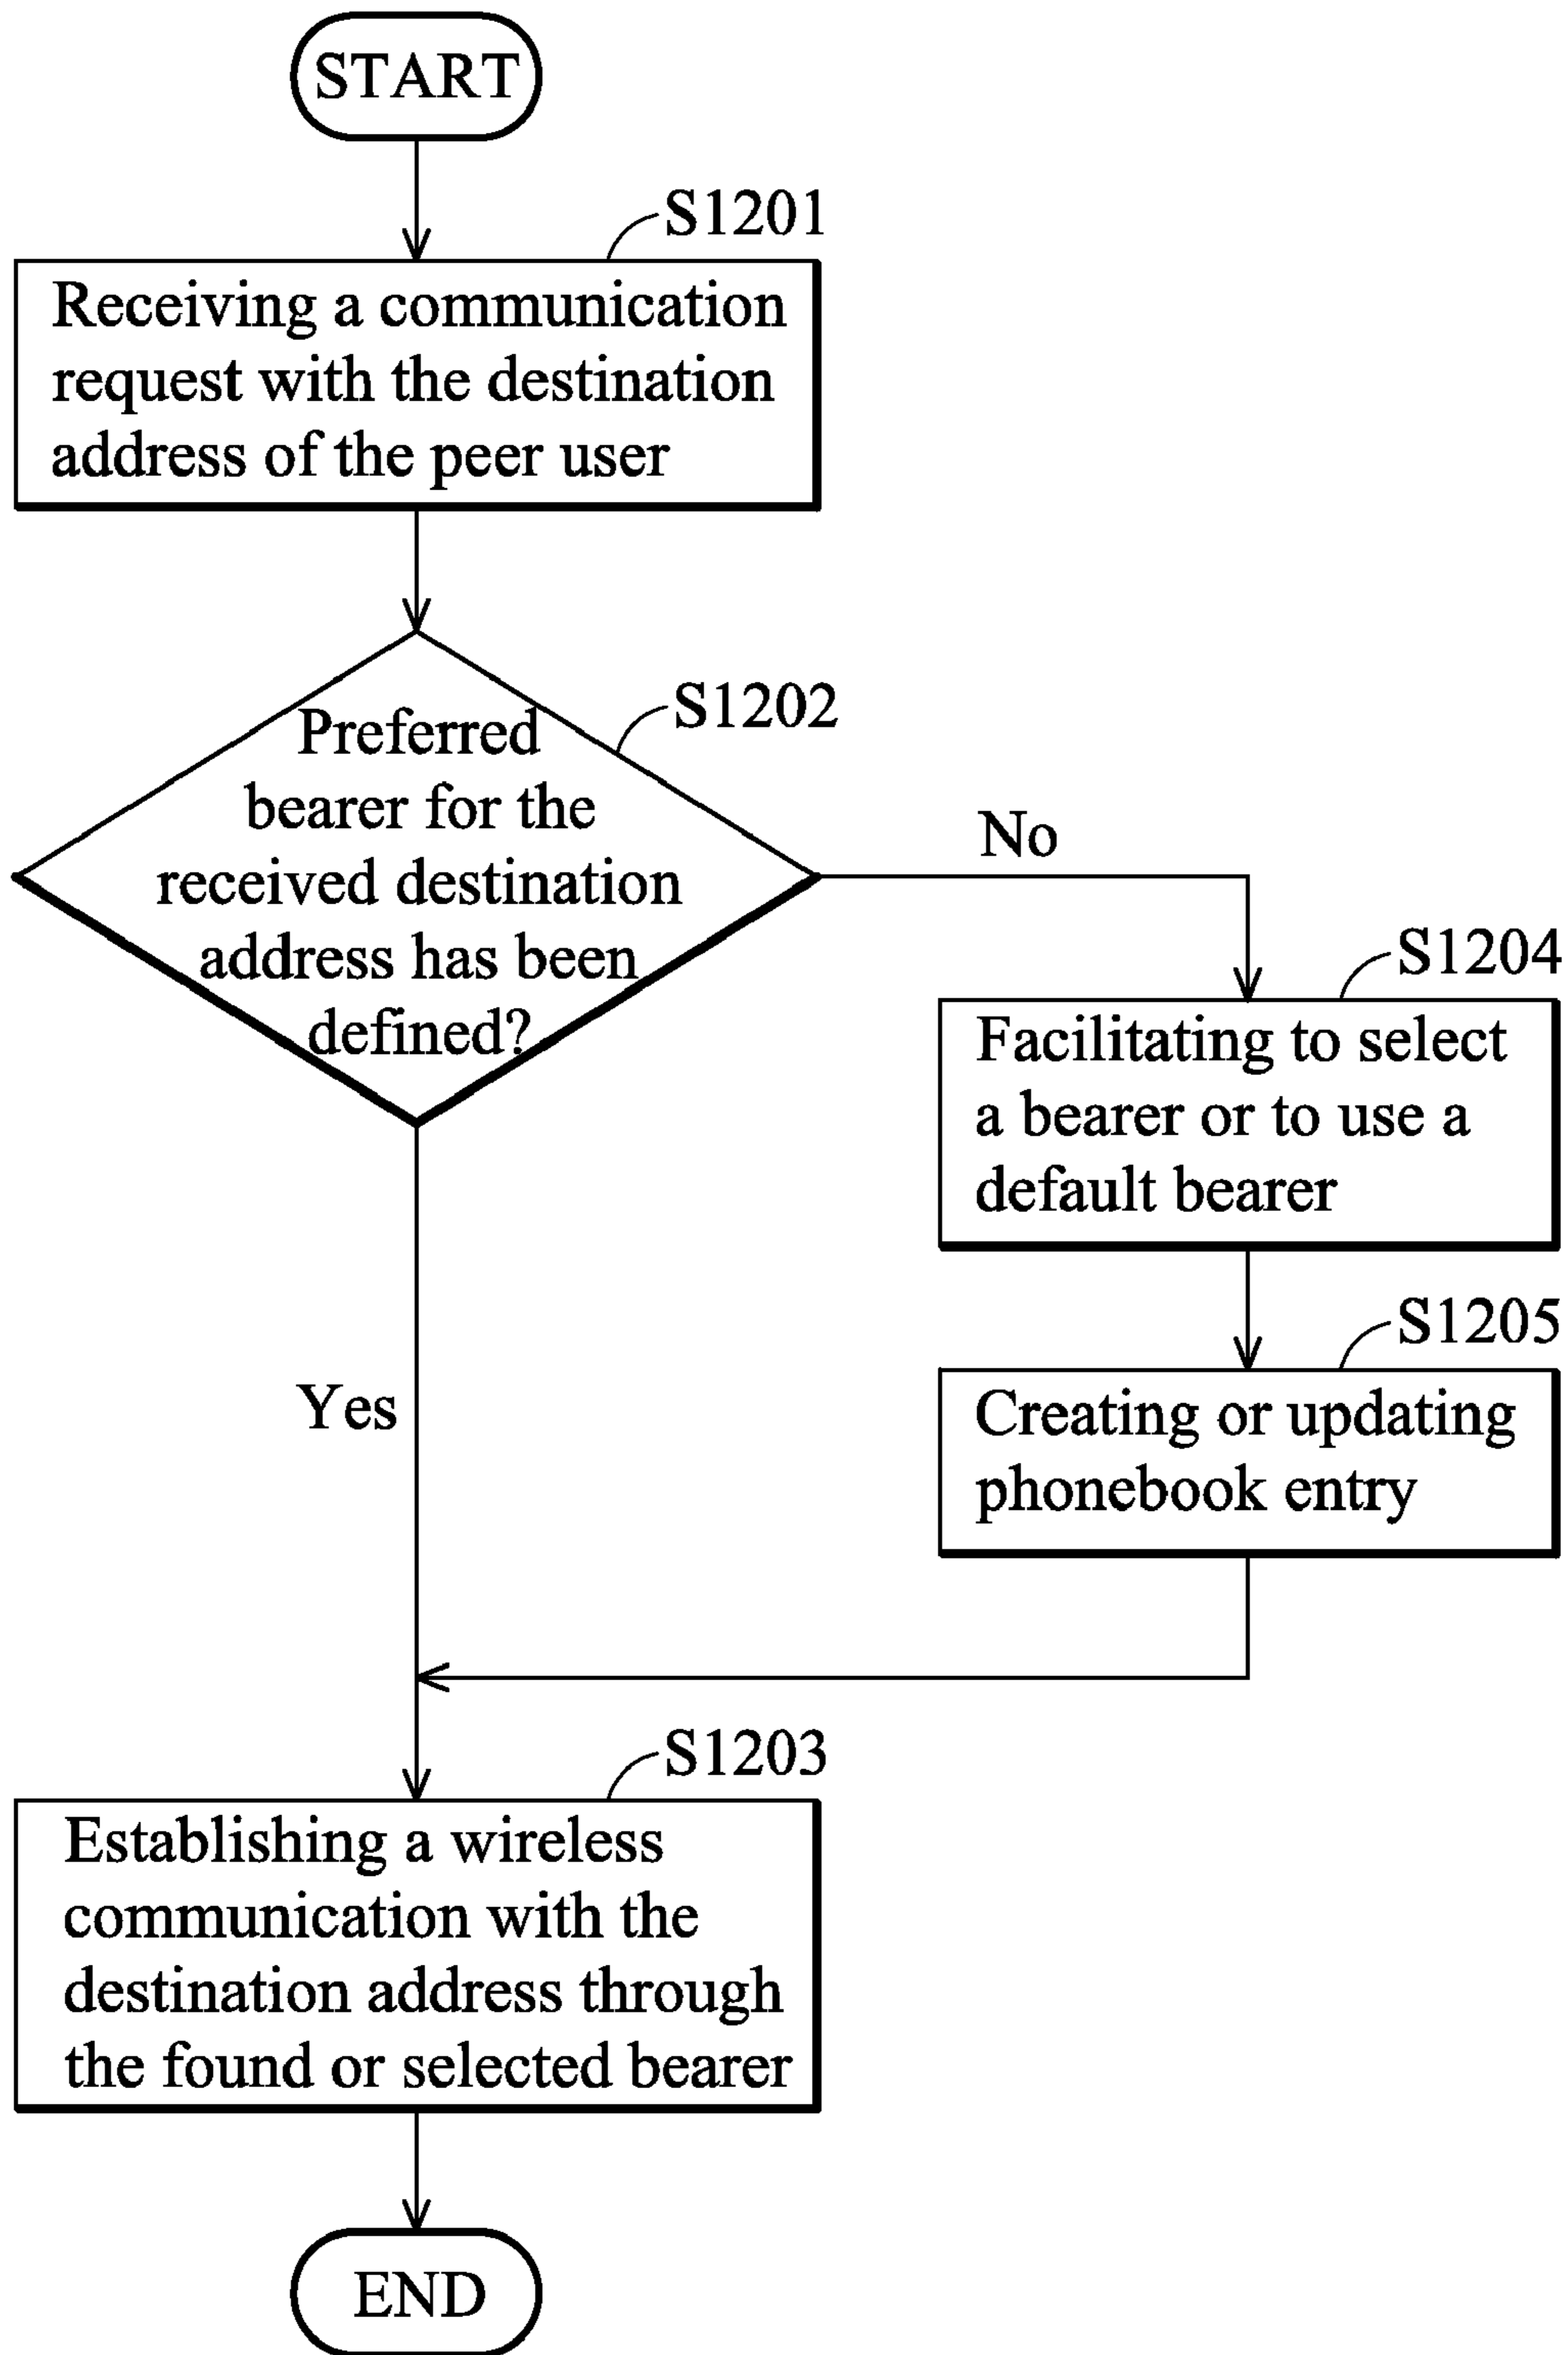 START
S1201
Receiving a communication
request with the destination
address of the peer user
S1202
Preferred
bearer for the
received destination
address has been
defined?
No
S1204
Facilitating to select
a bearer or to use a
default bearer
S1205
Creating or updating
phonebook entry
Yes
S1203
Establishing a wireless
communication with the
destination address through
the found or selected bearer
END